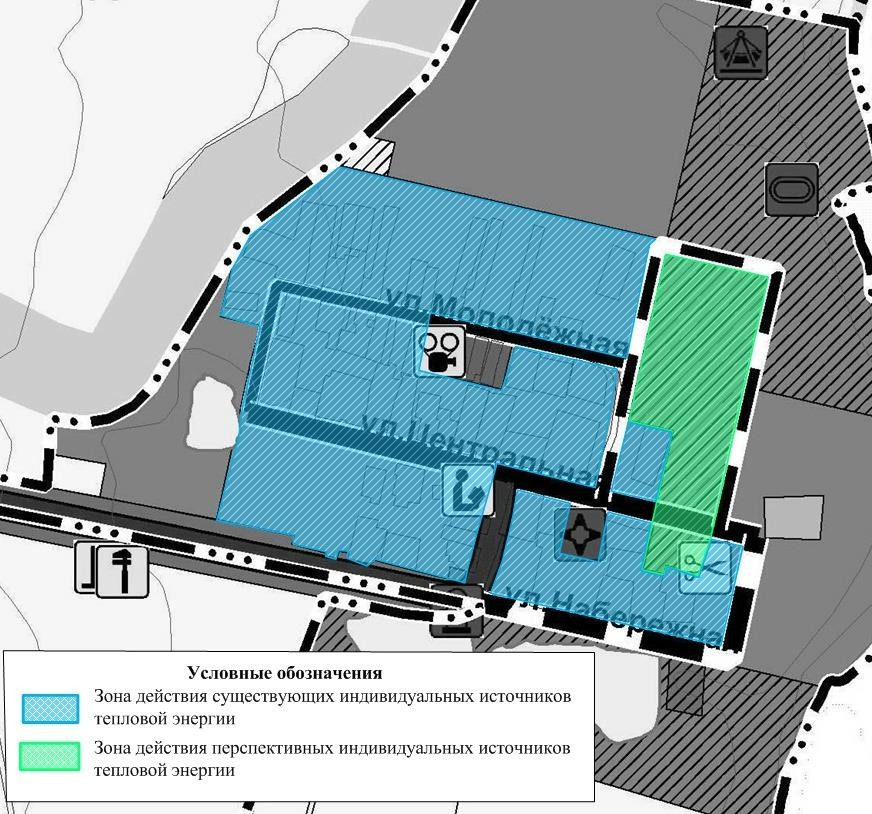 ул.Молодёжная
ул.Центральная
ул.Набережная
Условные обозначения
Зона действия существующих индивидуальных источников
тепловой энергии
Зона действия перспективных индивидуальных источников
тепловой энергии